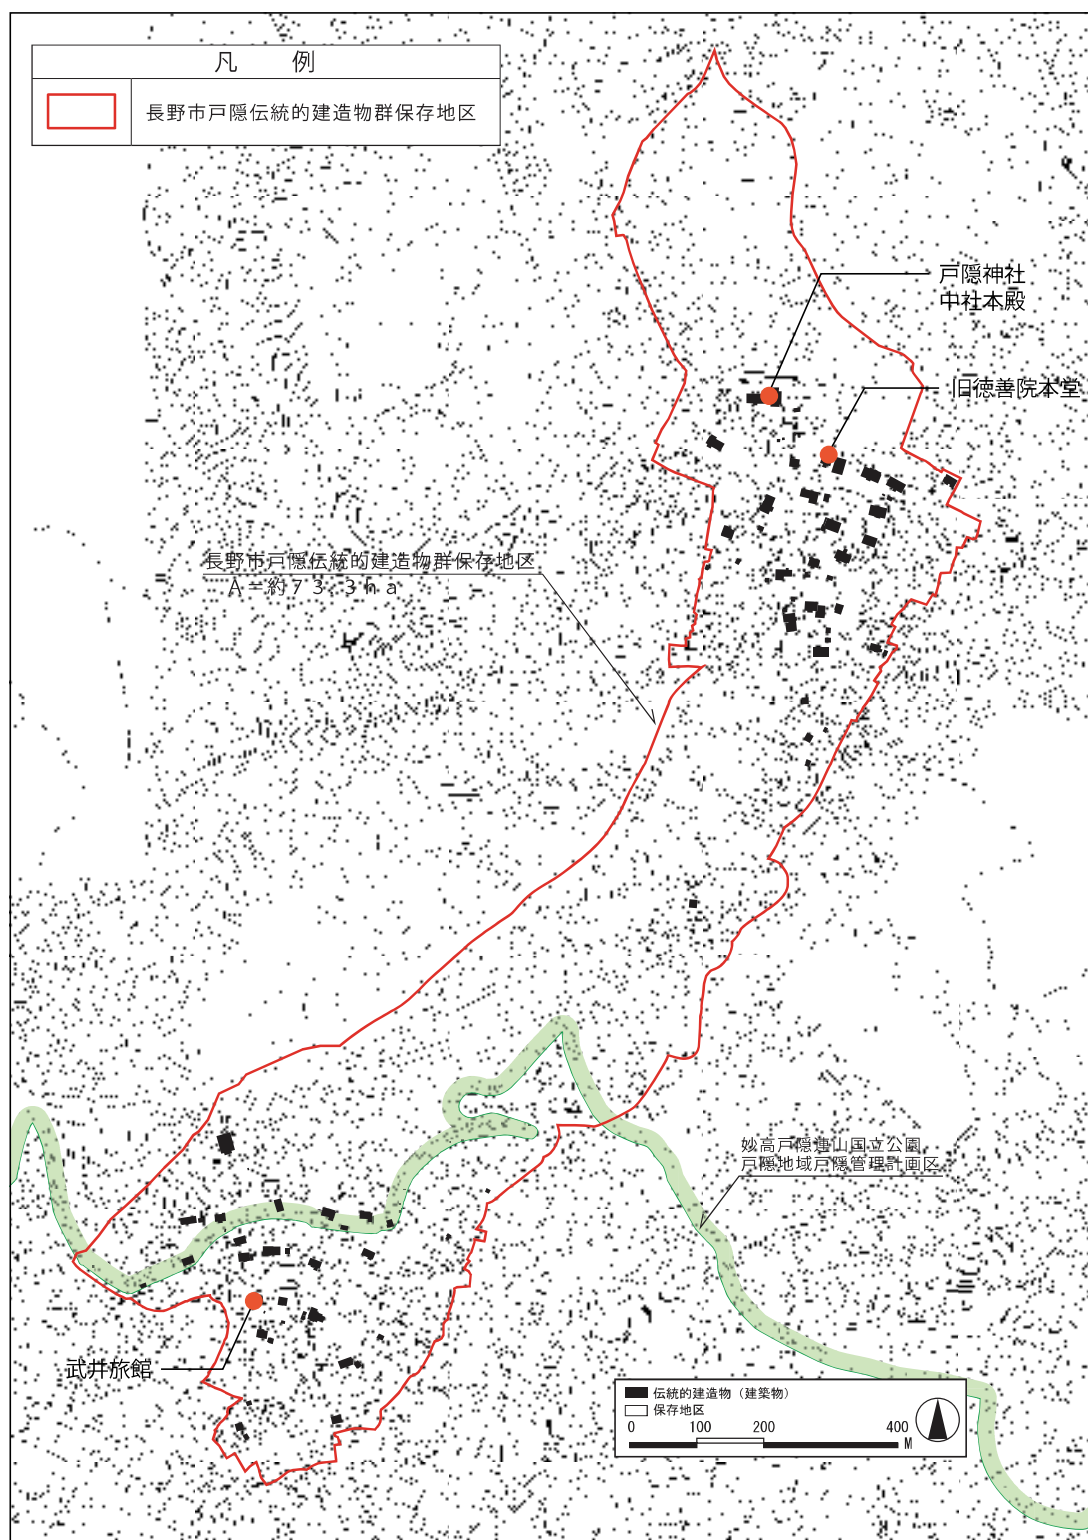 凡 例
長野市戸隠伝統的建造物群保存地区
戸隠神社
中社本殿
旧徳善院本堂
長野市戸隠伝統的建造物群保存地区
A=約73.3ha
妙高戸隠連山国立公園
戸隠地域戸隠管理計画区
武井旅館
伝統的建造物（建築物）
保存地区
0 100 200 400 M